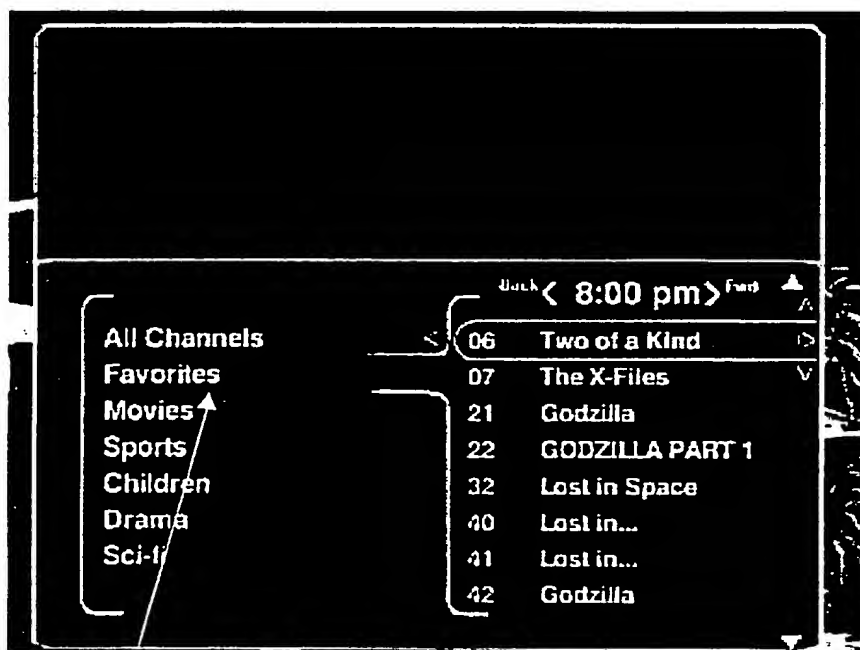 Back < 8:00 pm > Fwd
All Channels
Favorites
Movies
Sports
Children
Drama
Sci-fi
06 Two of a Kind
07 The X-Files
21 Godzilla
22 GODZILLA PART 1
32 Lost in Space
40 Lost in...
41 Lost in...
42 Godzilla